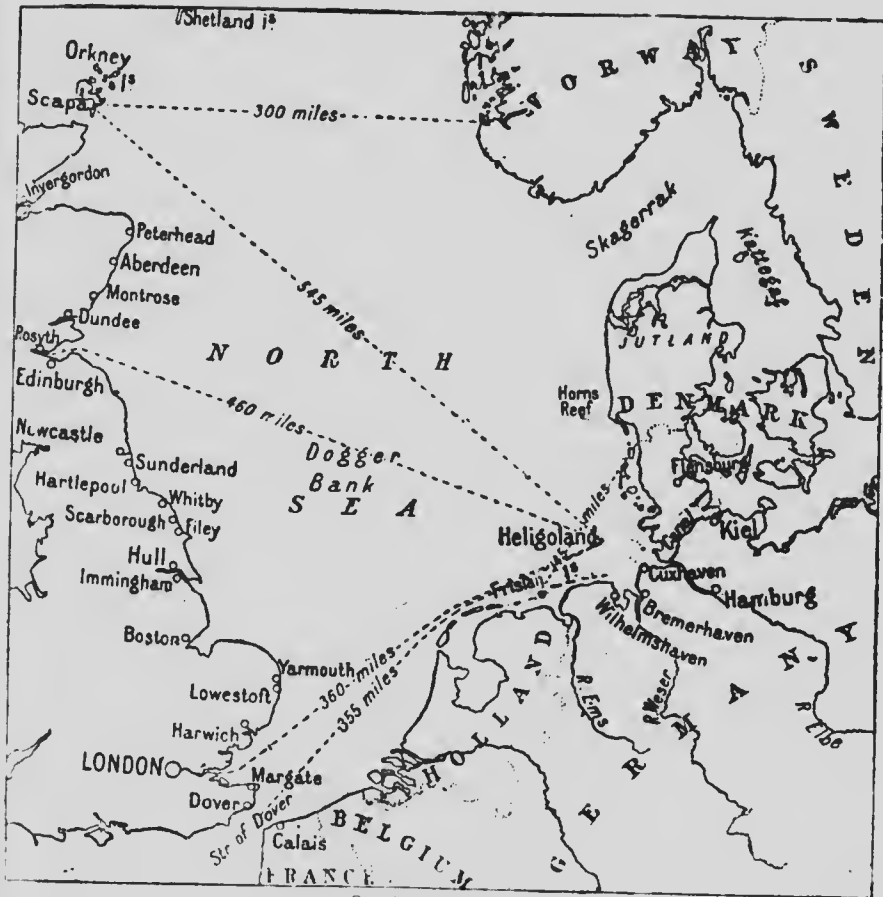 Shetland iˢ
Orkney
Iˢ
Scapa
300 miles
NORWAY
SWEDEN
Invergordon
Skagerrak
Kattegat
Peterhead
Aberdeen
Montrose
Dundee
545 miles
JUTLAND
Rosyth
Edinburgh
NORTH
460 miles
Horns
Reef
DENMARK
Newcastle
Dogger
Bank
SEA
Sunderland
Hartlepool
Whitby
Scarborough
Filey
Flensburg
miles
Heligoland
Canal
Kiel
Hull
Immingham
Frisian Iˢ
Cuxhaven
Hamburg
Bremerhaven
Wilhelmshaven
Boston
Yarmouth
360 miles
355 miles
Lowestoft
HOLLAND
R. Ems
R. Weser
GERMANY
R. Elbe
Harwich
LONDON
Margate
Dover
Str of Dover
Calais
BELGIUM
FRANCE